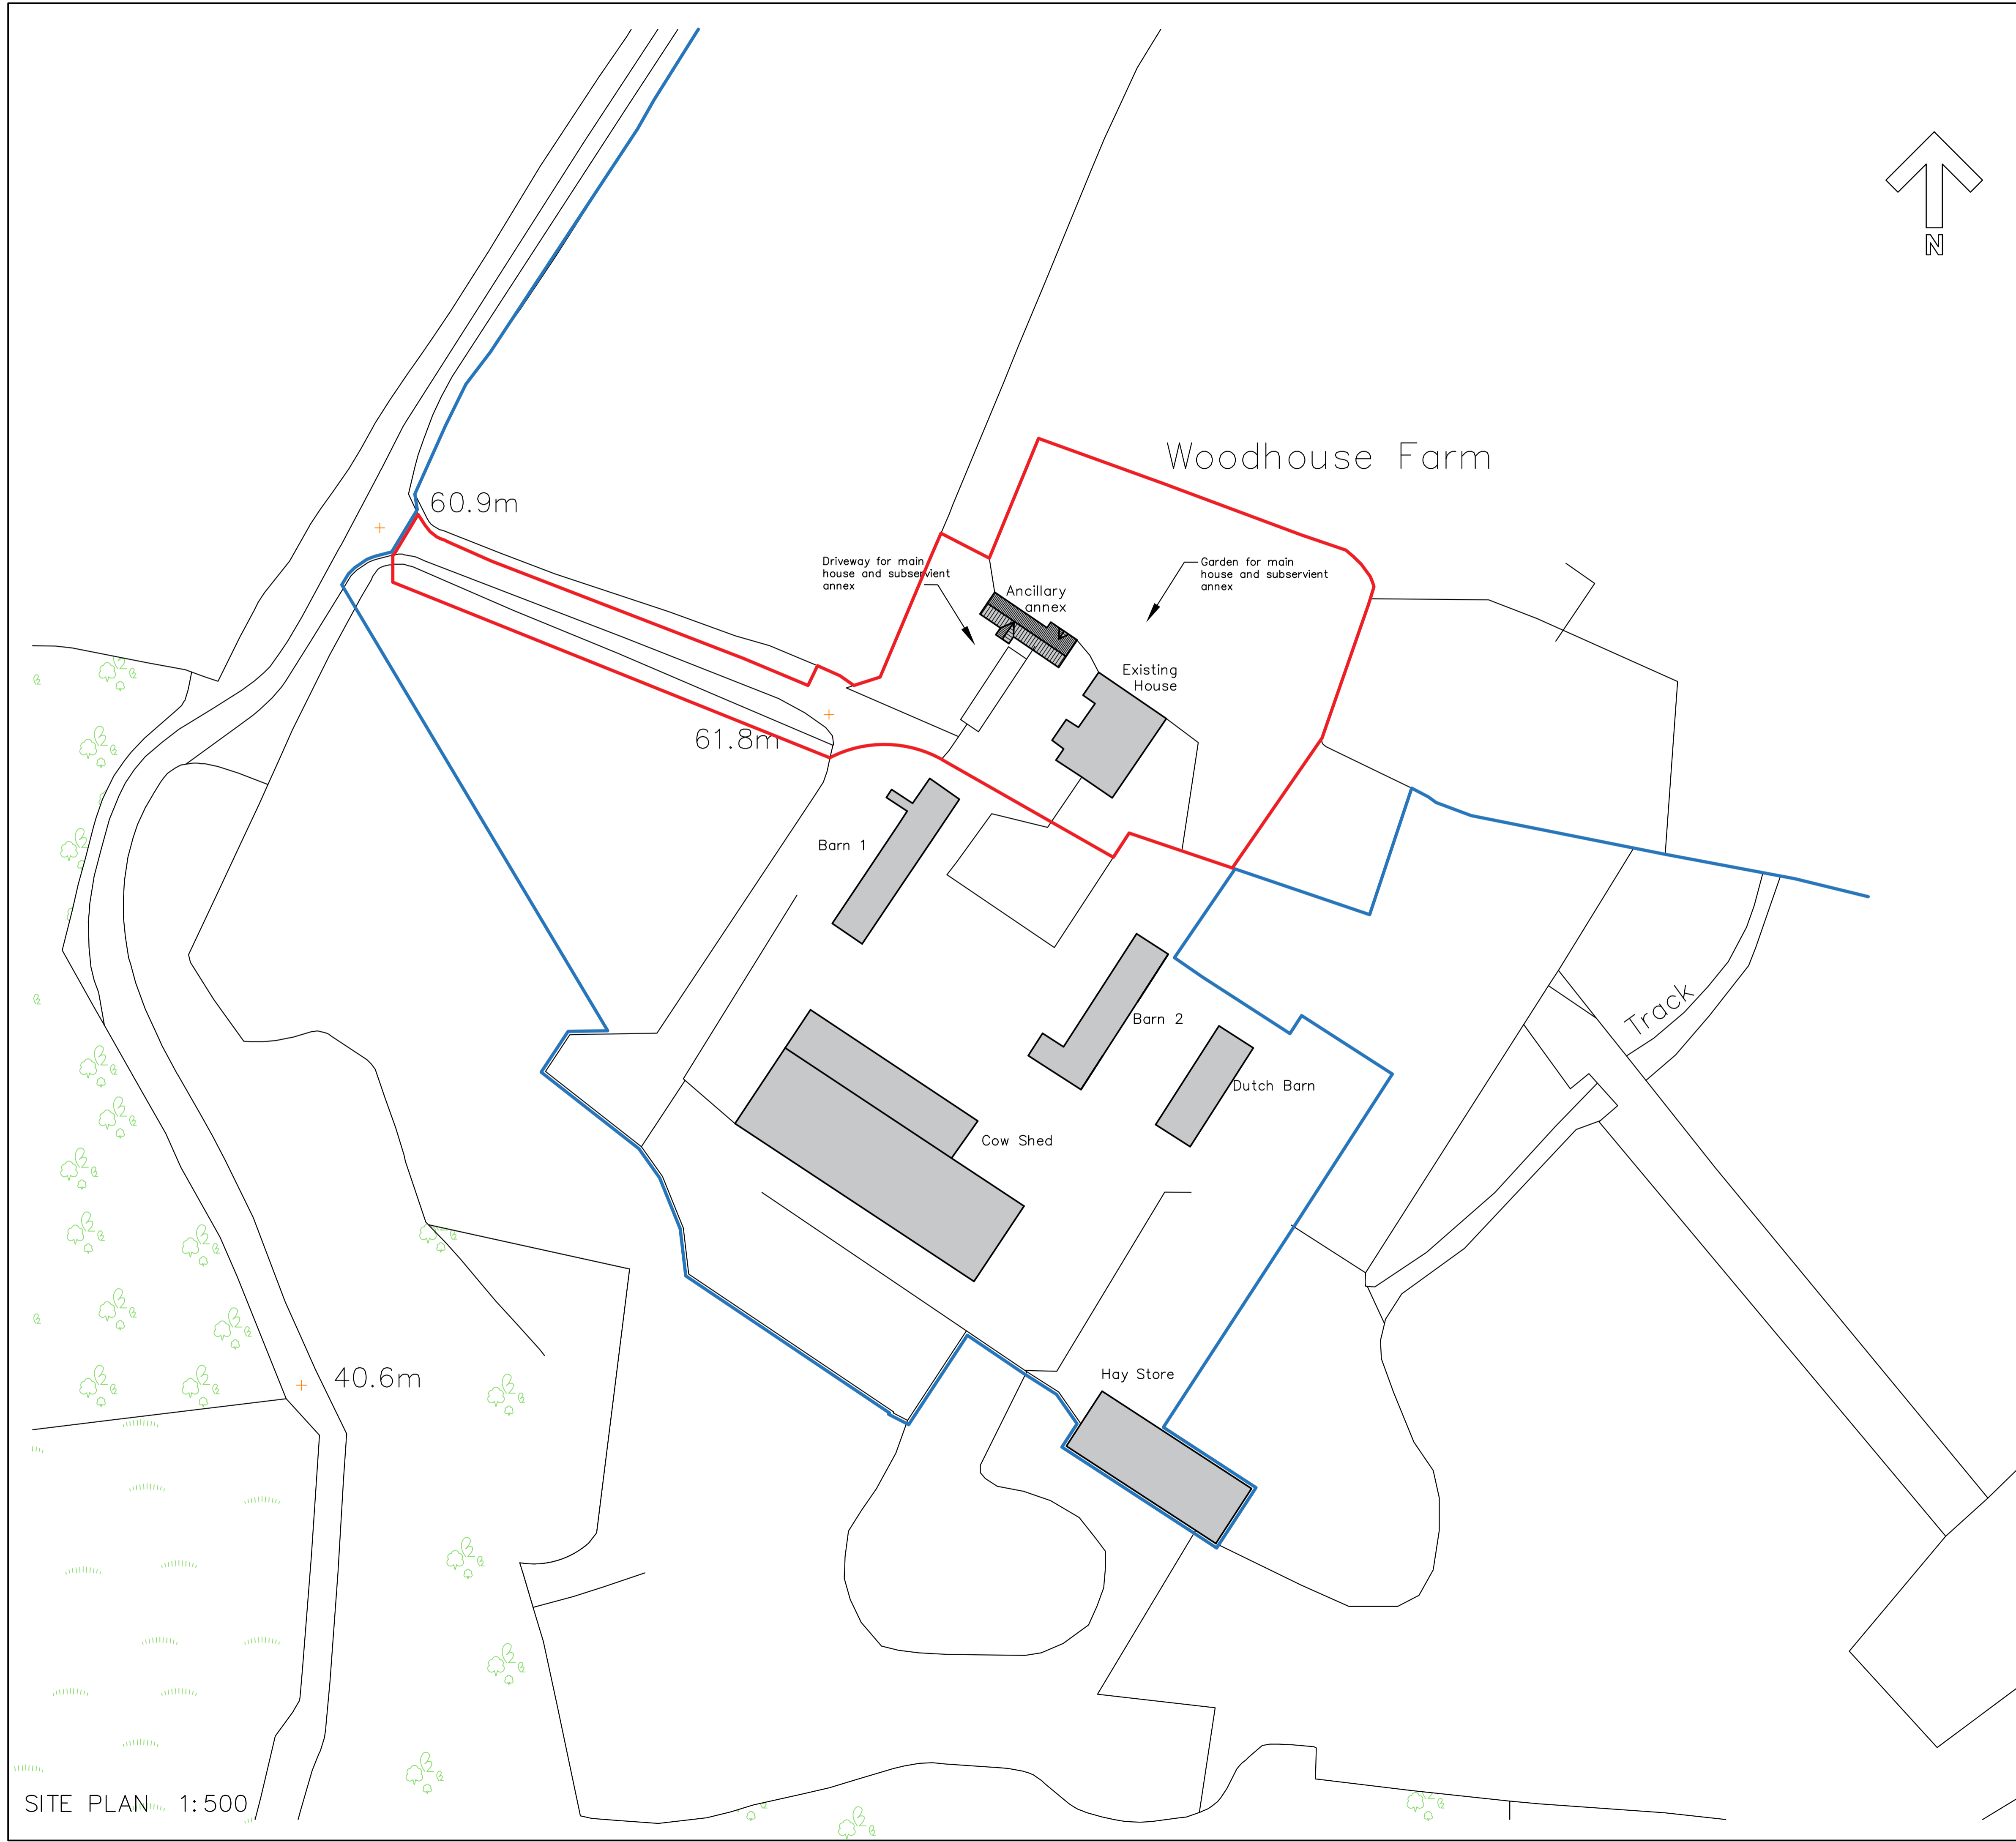 N
Woodhouse Farm
60.9m
Driveway for main
house and subservient
annex
Garden for main
house and subservient
annex
Ancillary
annex
Existing
House
61.8m
Barn 1
Track
Barn 2
Dutch Barn
Cow Shed
40.6m
Hay Store
SITE PLAN 1:500